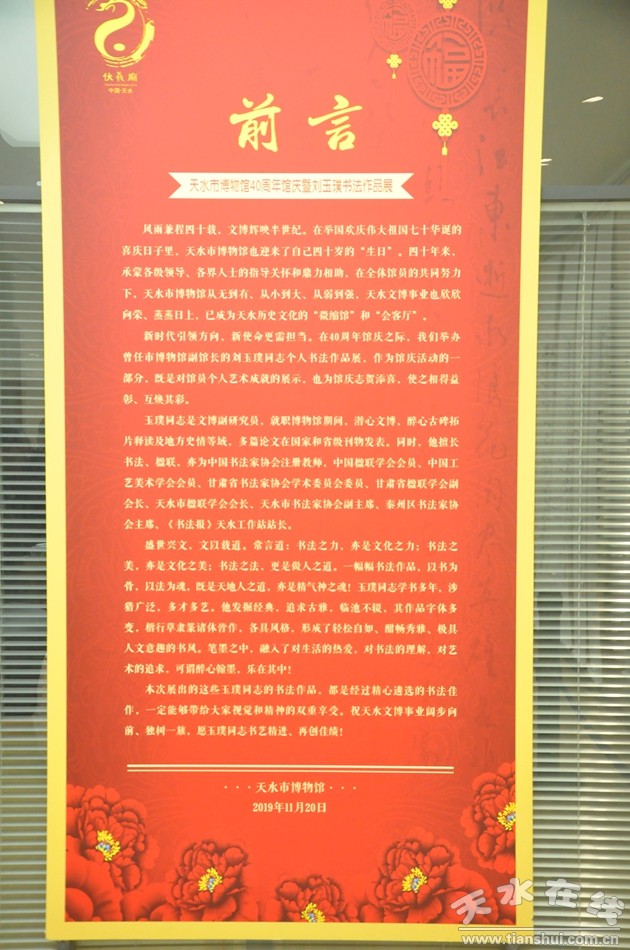 伏羲庙
中国·天水
福
前言
天水市博物馆40周年馆庆暨刘玉璞书法作品展
风雨兼程四十载，文博辉映半世纪。在举国欢庆伟大祖国七十华诞的
喜庆日子里，天水市博物馆也迎来了自己四十岁的“生日”。四十年来，
承蒙各级领导、各界人士的指导关怀和鼎力相助，在全体馆员的共同努力
下，天水市博物馆从无到有、从小到大、从弱到强，天水文博事业也欣欣
向荣、蒸蒸日上，已成为天水历史文化的“微缩馆”和“会客厅”。
新时代引领方向，新使命更需担当。在40周年馆庆之际，我们举办
曾任市博物馆副馆长的刘玉璞同志个人书法作品展，作为馆庆活动的一
部分，既是对馆员个人艺术成就的展示，也为馆庆志贺添喜，使之相得益
彰、互焕其彩。
玉璞同志是文博副研究员，就职博物馆期间，潜心文博，醉心古碑拓
片释读及地方史情等域，多篇论文在国家和省级刊物发表。同时，他擅长
书法、楹联，亦为中国书法家协会注册教师，中国楹联学会会员、中国工
艺美术学会会员、甘肃省书法家协会学术委员会委员、甘肃省楹联学会副
会长、天水市楹联学会会长、天水市书法家协会副主席、秦州区书法家协
会主席、《书法报》天水工作站站长。
盛世兴文，文以载道。常言道：书法之力，亦是文化之力；书法之
美，亦是文化之美；书法之法，更是做人之道。一幅幅书法作品，以书为
骨，以法为魂，既是天地人之道，亦是精气神之魂！玉璞同志学书多年，涉
猎广泛，多才多艺。他发掘经典，追求古雅，临池不辍，其作品字体多
变，楷行草隶篆诸体皆作，各具风格，形成了轻松自如、酣畅秀雅、极具
人文意趣的书风。笔墨之中，融入了对生活的热爱，对书法的理解，对艺
术的追求，可谓醉心翰墨，乐在其中！
本次展出的这些玉璞同志的书法作品，都是经过精心遴选的书法佳
作，一定能够带给大家视觉和精神的双重享受。祝天水文博事业阔步向
前、独树一旗，愿玉璞同志书艺精进、再创佳绩！
···天水市博物馆···
2019年11月20日
天水在线
www.tianshui.com.cn